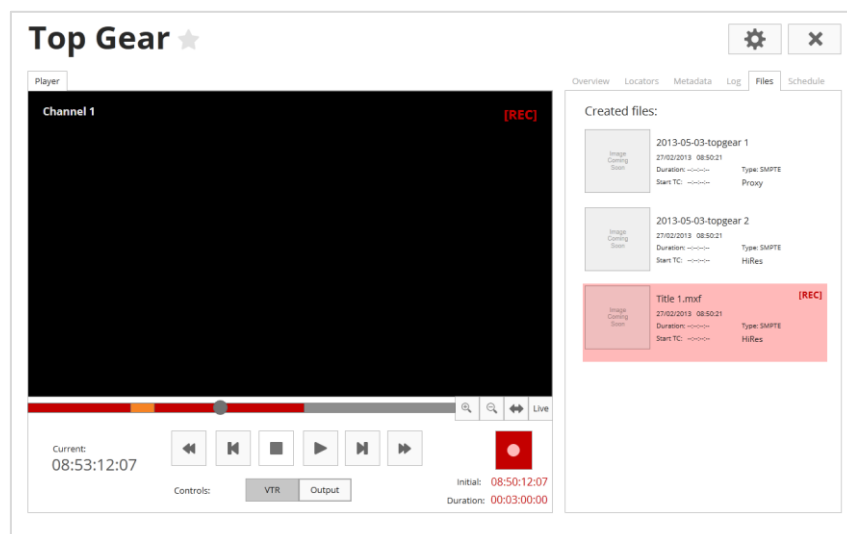 Top Gear
Player
Channel 1
[REC]
Live
Current:
08:53:12:07
Controls:
VTR
Output
Initial: 08:50:12:07
Duration: 00:03:00:00
Overview Locators Metadata Log Files Schedule
Created files:
Image
Coming
Soon
2013-05-03-topgear 1
27/02/2013 08:50:21
Duration: --:--:--:-- Type: SMPTE
Start TC: --:--:--:-- Proxy
Image
Coming
Soon
2013-05-03-topgear 2
27/02/2013 08:50:21
Duration: --:--:--:-- Type: SMPTE
Start TC: --:--:--:-- HiRes
Image
Coming
Soon
Title 1.mxf [REC]
27/02/2013 08:50:21
Duration: --:--:--:-- Type: SMPTE
Start TC: --:--:--:-- HiRes